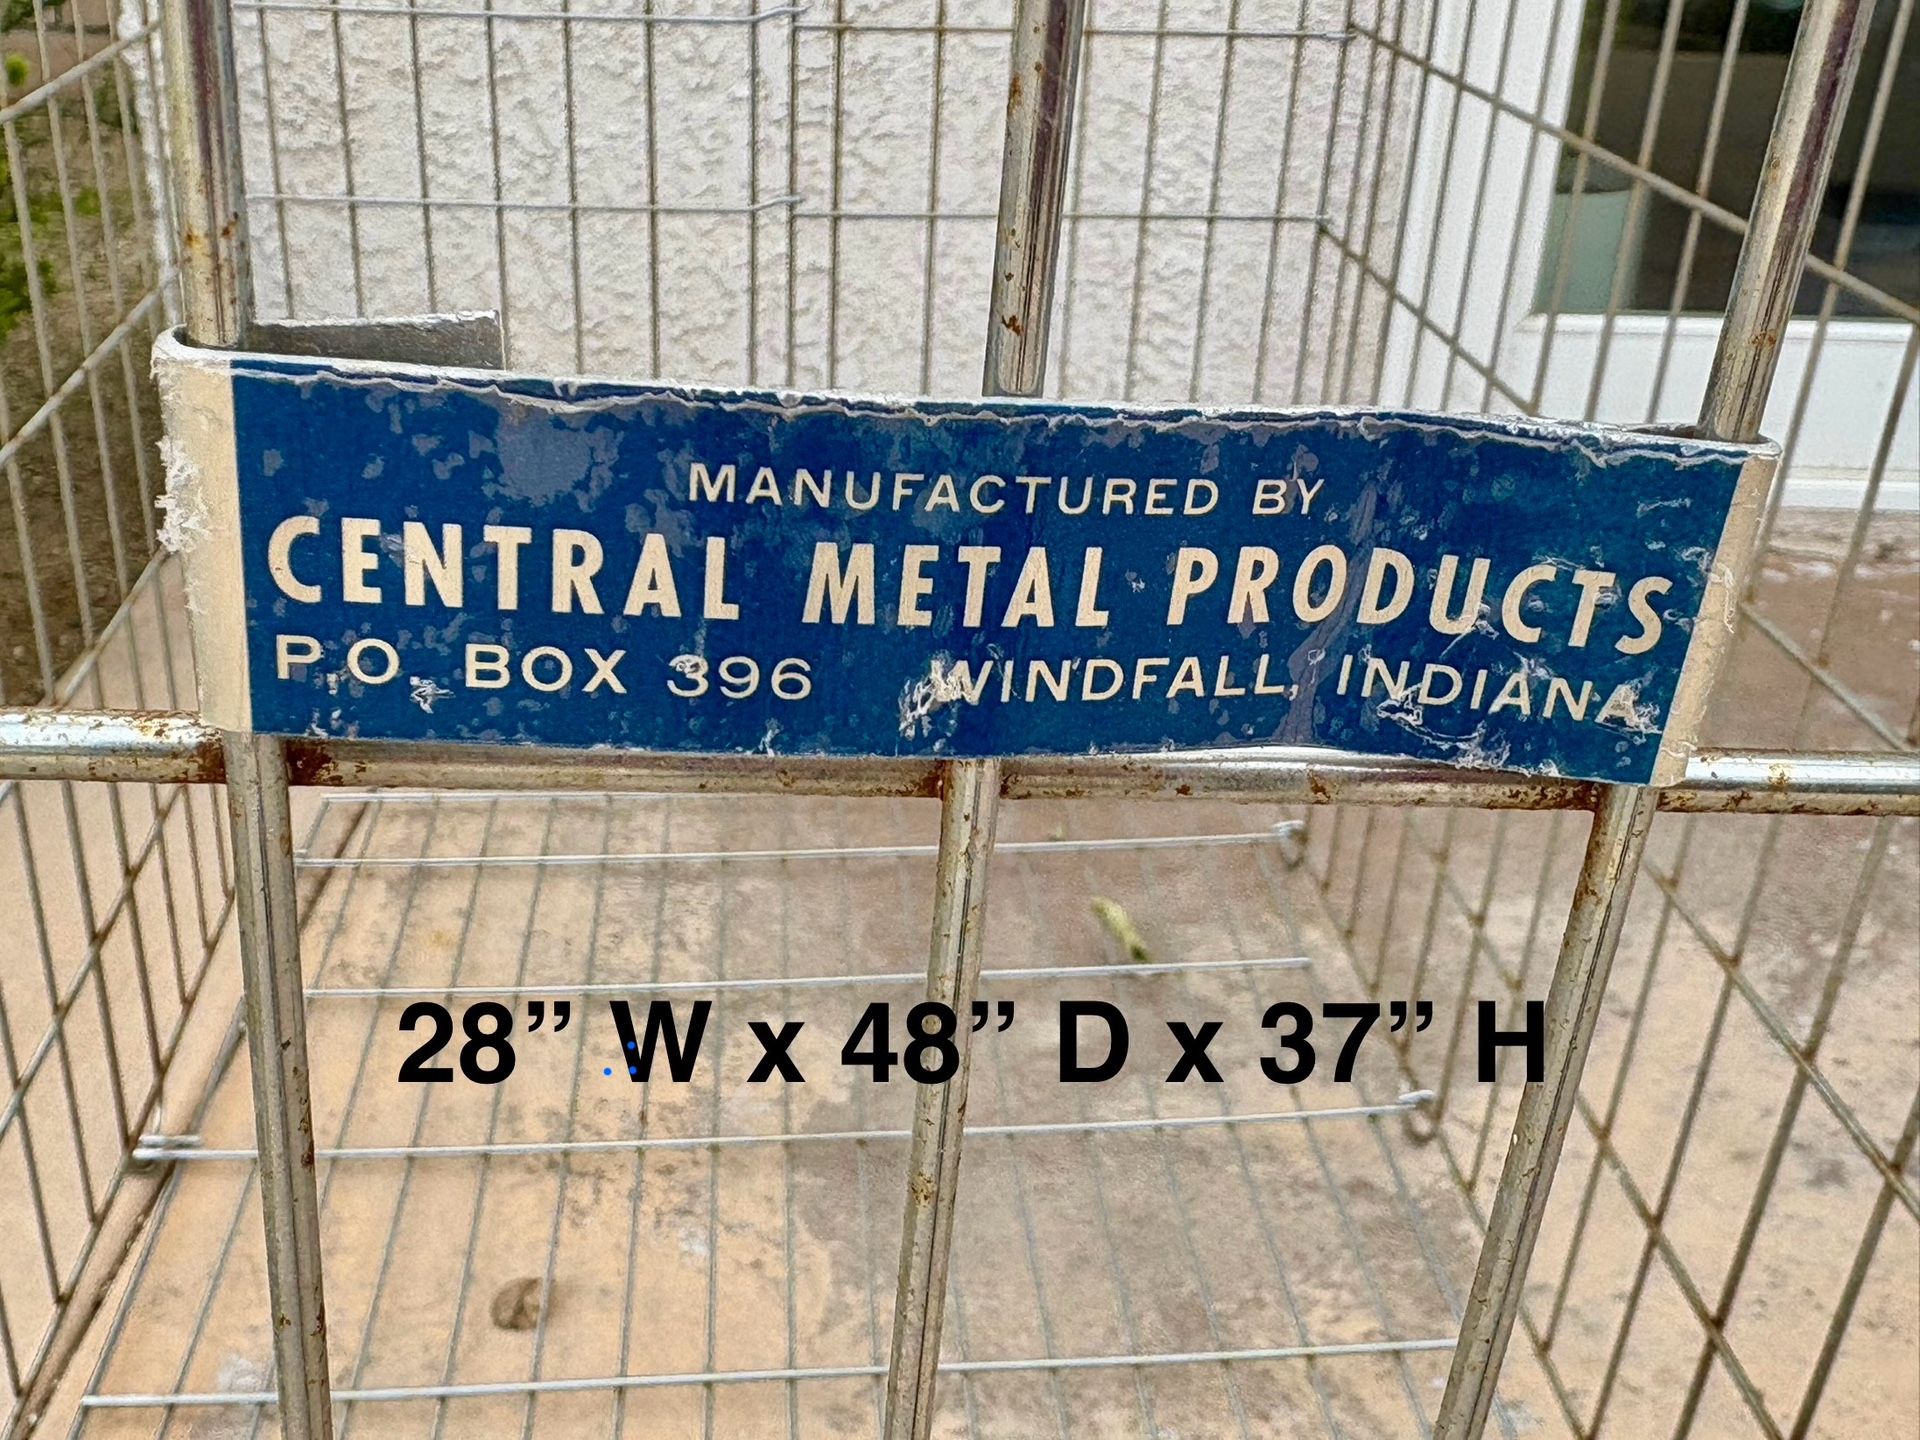 MANUFACTURED BY
CENTRAL METAL PRODUCTS
P.O. BOX 396 WINDFALL, INDIANA
28” W x 48” D x 37” H